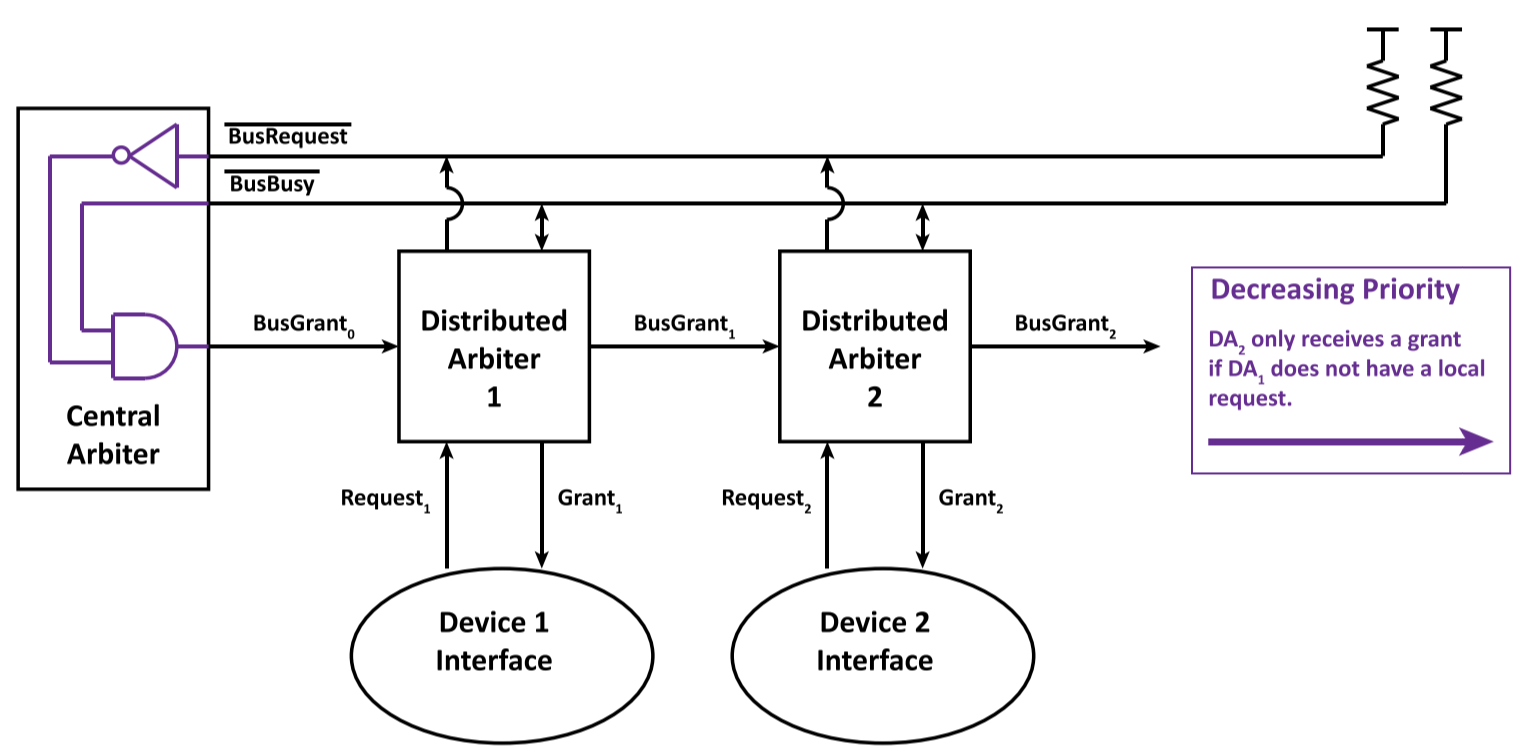 BusRequest
BusBusy
Central
Arbiter
BusGrant₀
Distributed
Arbiter
1
BusGrant₁
Distributed
Arbiter
2
BusGrant₂
Decreasing Priority
DA₂ only receives a grant
if DA₁ does not have a local
request.
Request₁
Grant₁
Request₂
Grant₂
Device 1
Interface
Device 2
Interface